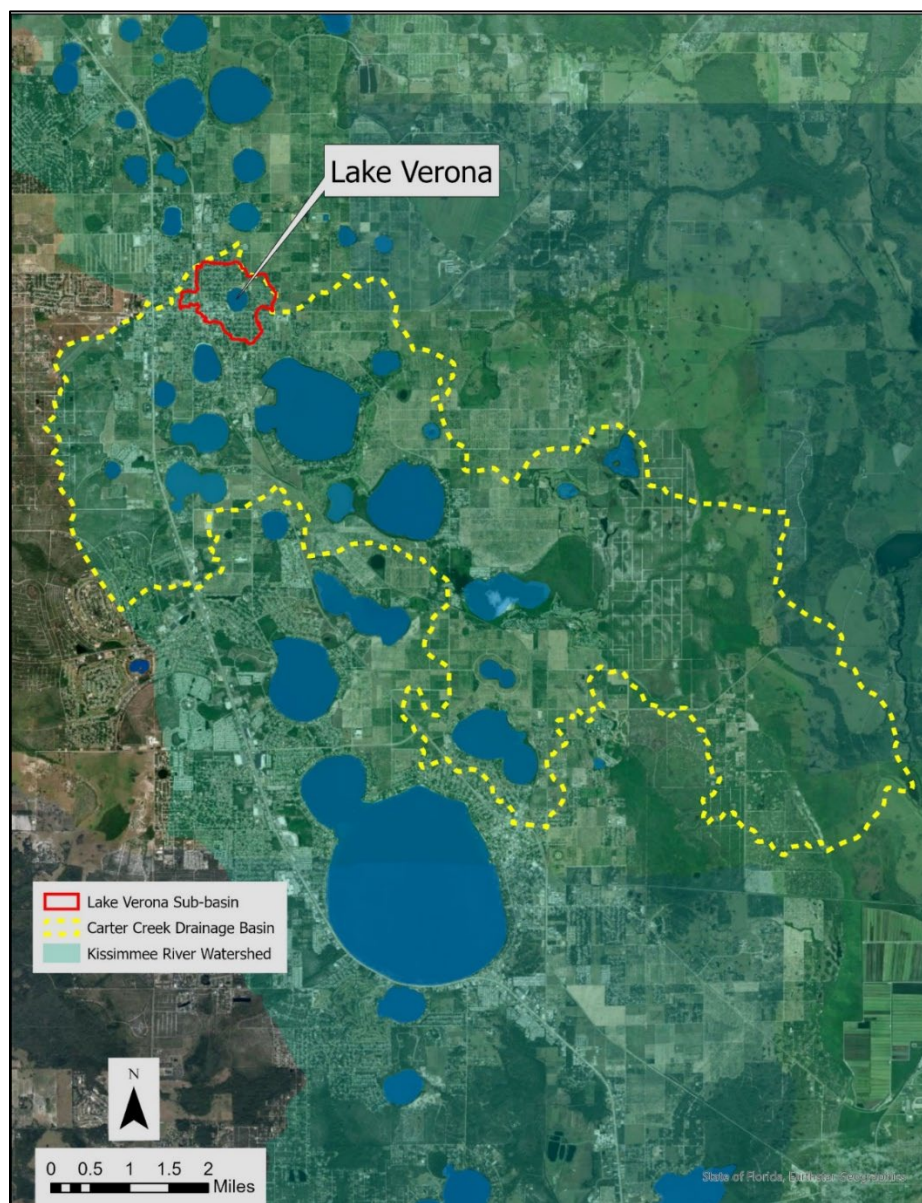 Lake Verona
Lake Verona Sub-basin
Carter Creek Drainage Basin
Kissimmee River Watershed
N
0 0.5 1 1.5 2
Miles
State of Florida, Earthstar Geographics